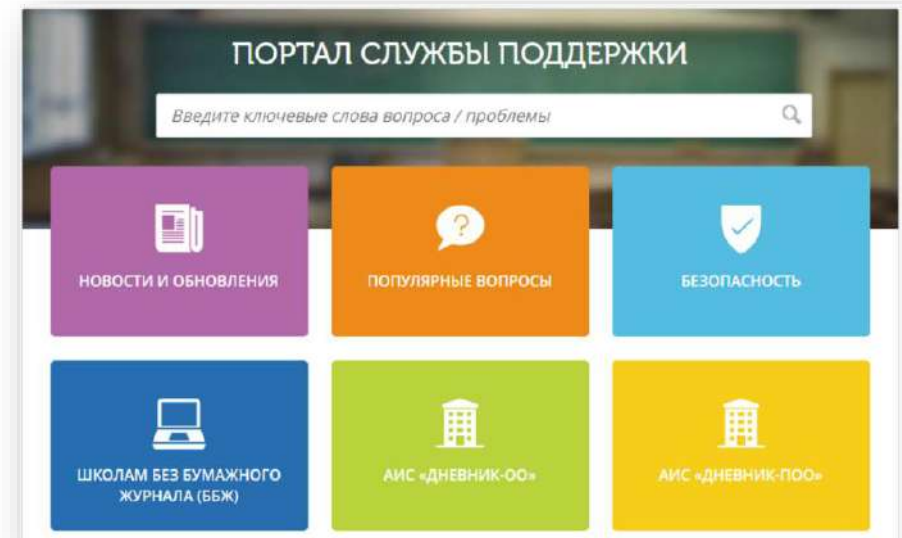 ПОРТАЛ СЛУЖБЫ ПОДДЕРЖКИ
Введите ключевые слова вопроса / проблемы
НОВОСТИ И ОБНОВЛЕНИЯ
ПОПУЛЯРНЫЕ ВОПРОСЫ
БЕЗОПАСНОСТЬ
ШКОЛАМ БЕЗ БУМАЖНОГО
ЖУРНАЛА (ББЖ)
АИС «ДНЕВНИК-ОО»
АИС «ДНЕВНИК-ПОО»